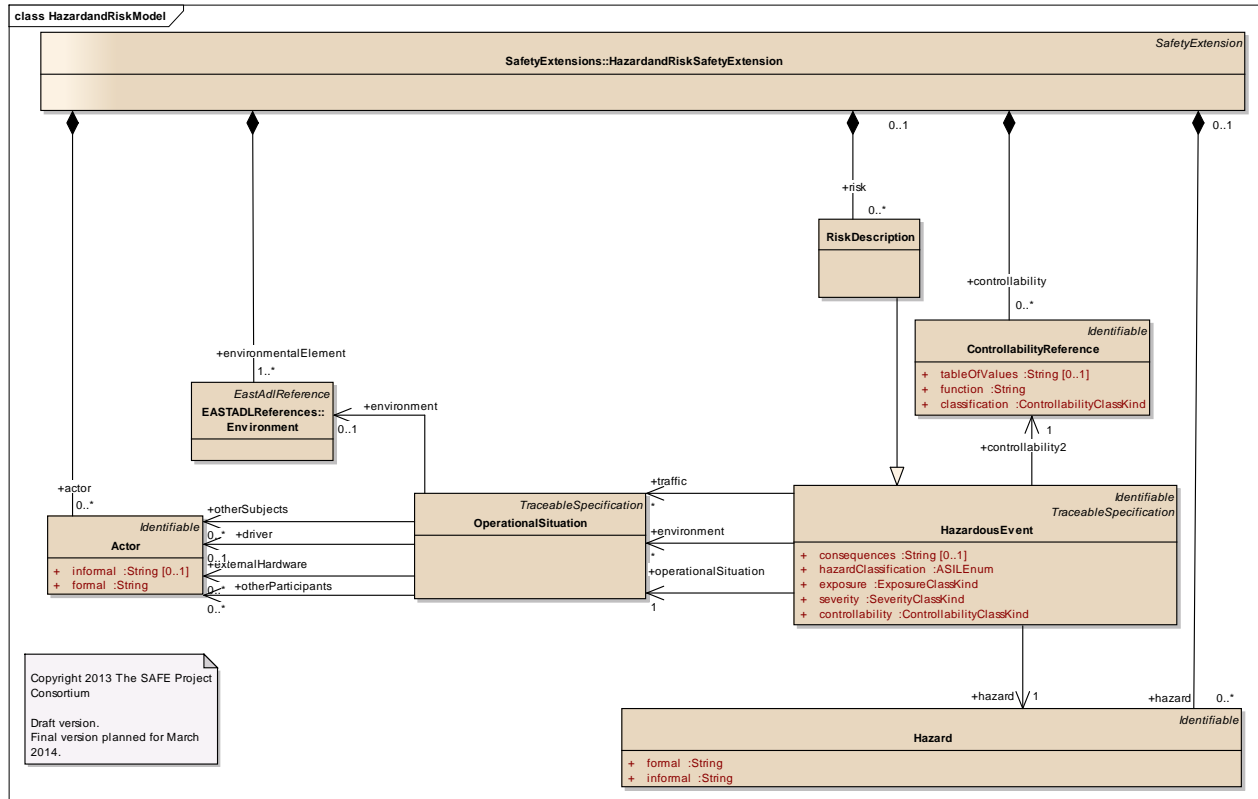 class HazardandRiskModel
SafetyExtension
SafetyExtensions::HazardandRiskSafetyExtension
0..1
0..1
+risk
0..*
RiskDescription
+controllability
0..*
Identifiable
ControllabilityReference
+ tableOfValues :String [0..1]
+ function :String
+ classification :ControllabilityClassKind
+environmentalElement
1..*
EastAdlReference
EASTADLReferences::
Environment
+environment
0..1
1
+controllability2
+actor
0..*
Identifiable
Actor
+ informal :String [0..1]
+ formal :String
+otherSubjects
0..*
+driver
0..1
+externalHardware
0..*
+otherParticipants
0..*
TraceableSpecification
OperationalSituation
+traffic
*
+environment
*
+operationalSituation
1
Identifiable
TraceableSpecification
HazardousEvent
+ consequences :String [0..1]
+ hazardClassification :ASILEnum
+ exposure :ExposureClassKind
+ severity :SeverityClassKind
+ controllability :ControllabilityClassKind
Copyright 2013 The SAFE Project
Consortium
Draft version.
Final version planned for March
2014.
+hazard
1
+hazard
0..*
Identifiable
Hazard
+ formal :String
+ informal :String